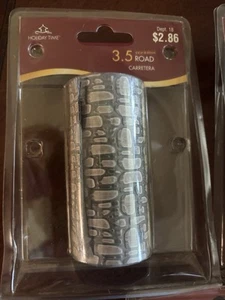 HOLIDAY TIME
Dept. 18
$2.86
3.5
ROAD
CARRETERA